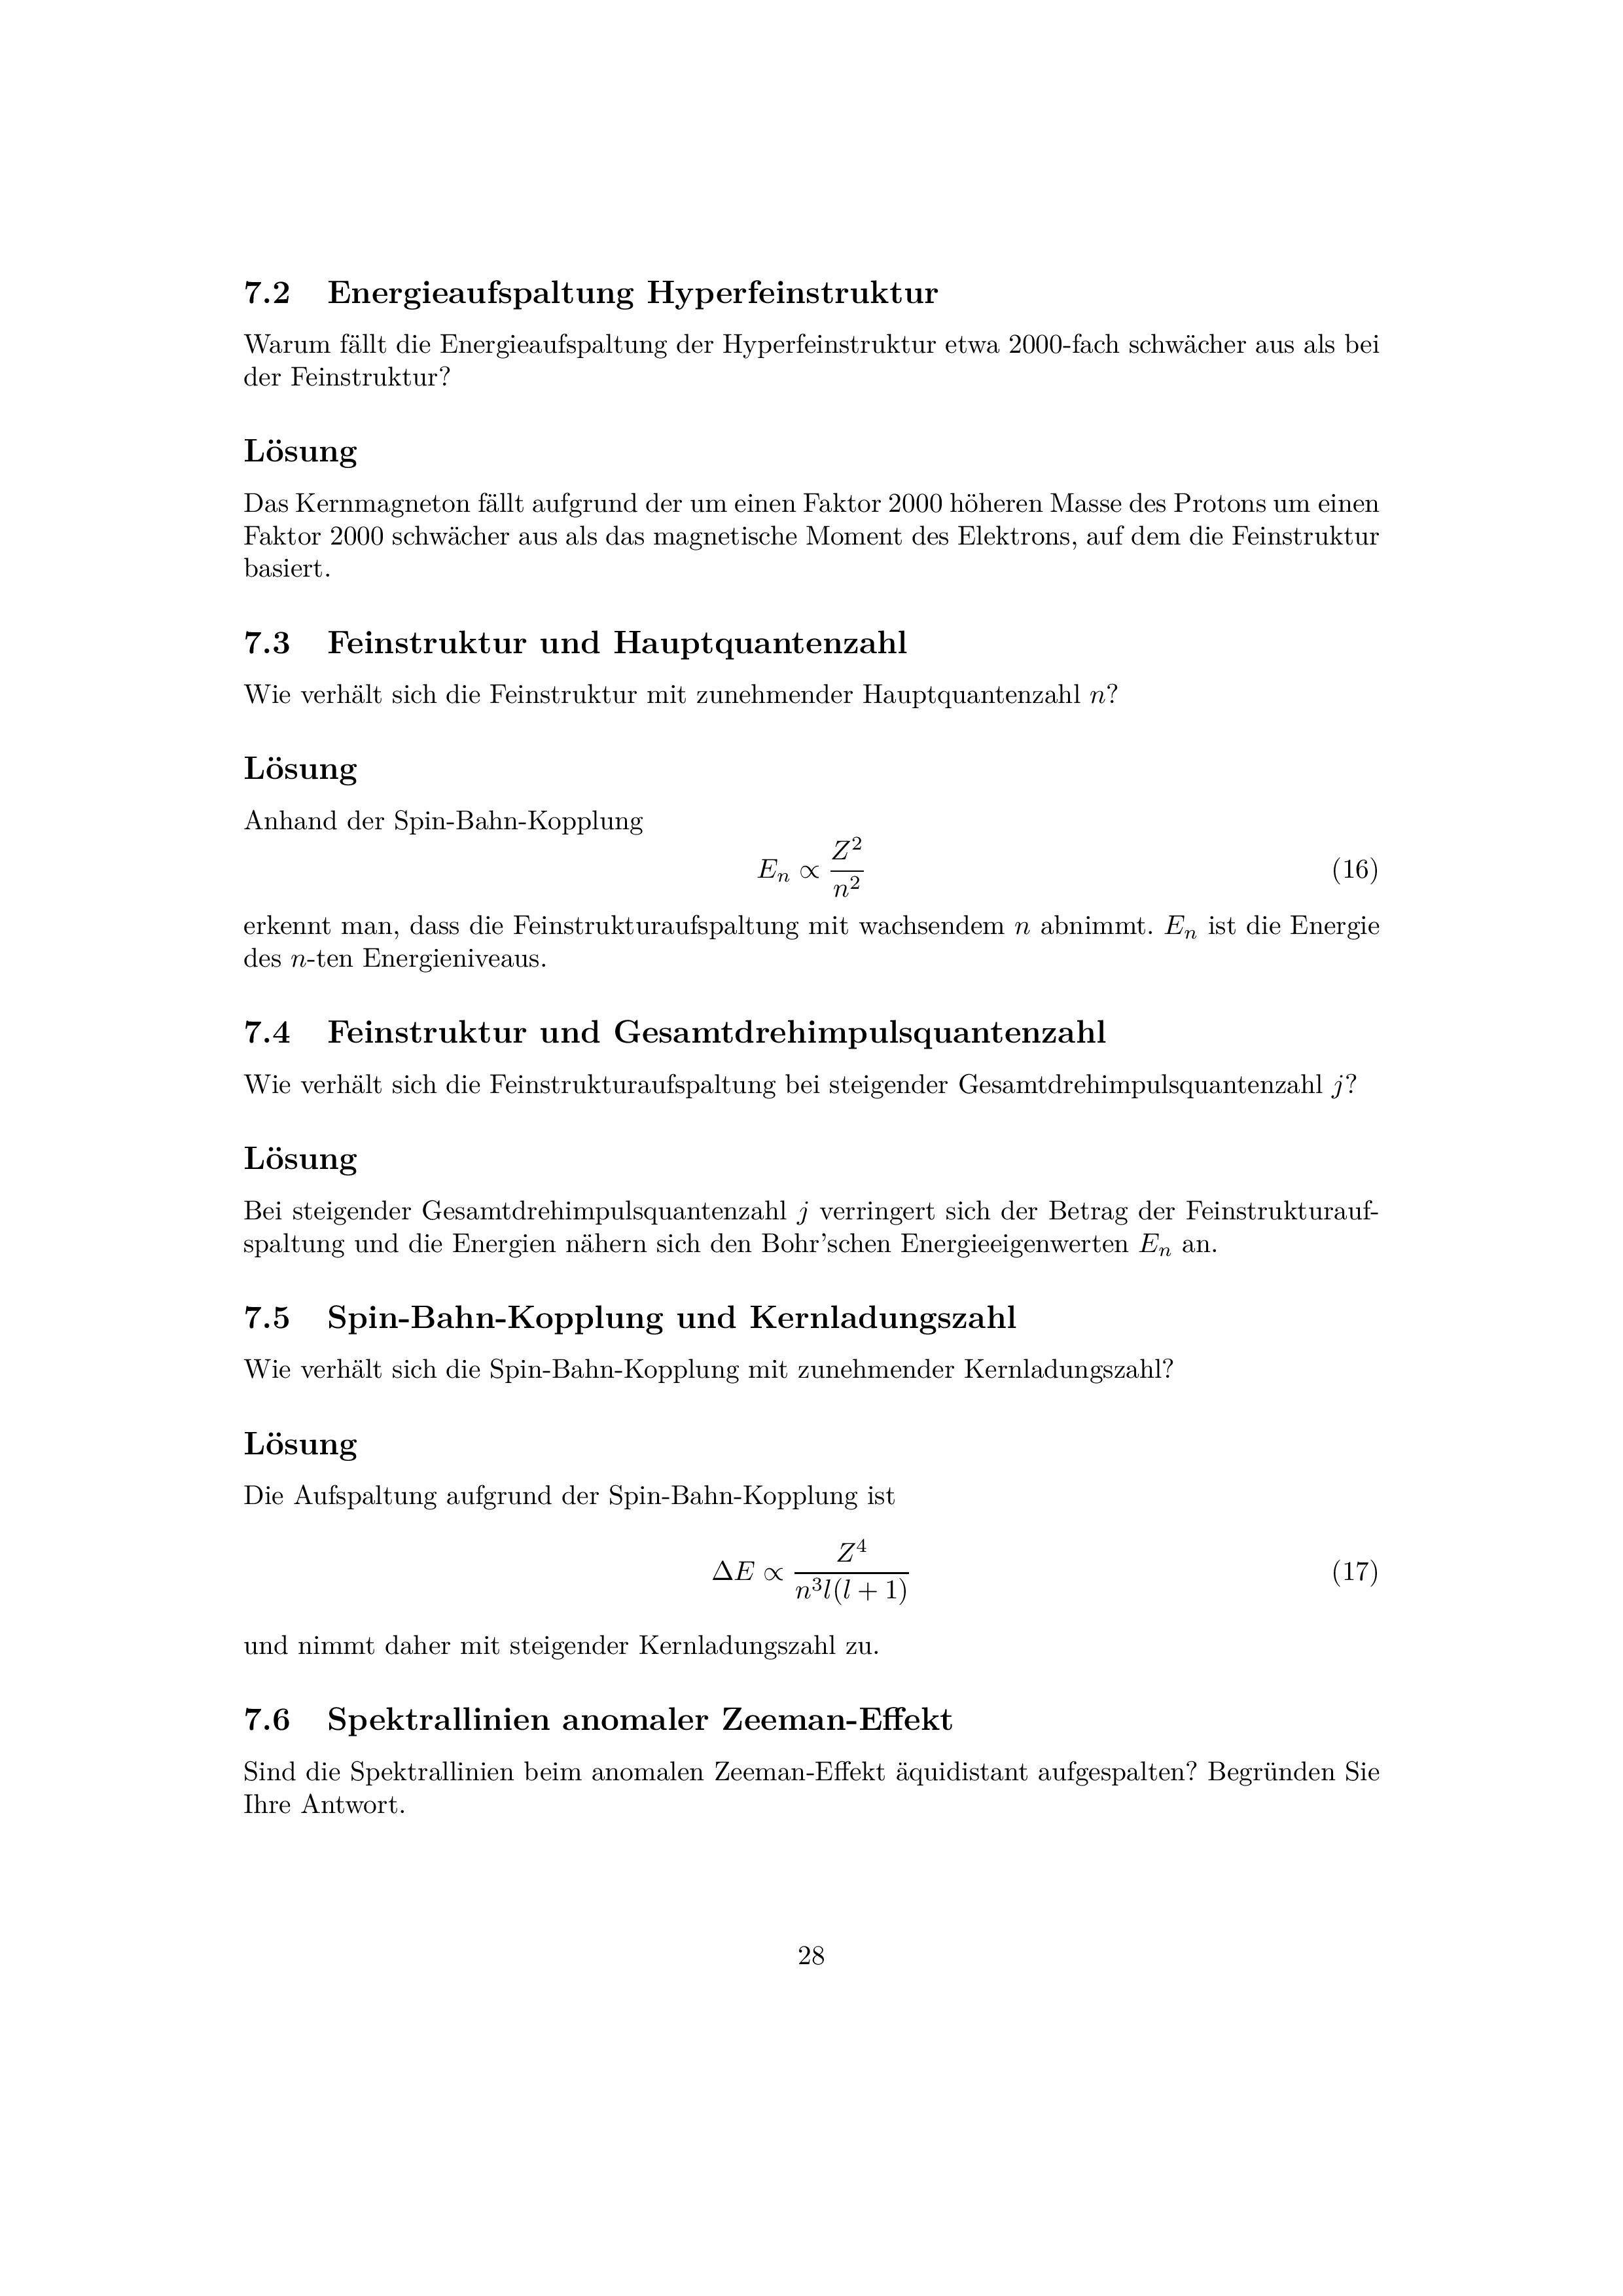 7.2 Energieaufspaltung Hyperfeinstruktur
Warum fällt die Energieaufspaltung der Hyperfeinstruktur etwa 2000-fach schwächer aus als bei
der Feinstruktur?
Lösung
Das Kernmagneton fällt aufgrund der um einen Faktor 2000 höheren Masse des Protons um einen
Faktor 2000 schwächer aus als das magnetische Moment des Elektrons, auf dem die Feinstruktur
basiert.
7.3 Feinstruktur und Hauptquantenzahl
Wie verhält sich die Feinstruktur mit zunehmender Hauptquantenzahl n?
Lösung
Anhand der Spin-Bahn-Kopplung
E_n ∝ Z^2/n^2 (16)
erkennt man, dass die Feinstrukturaufspaltung mit wachsendem n abnimmt. E_n ist die Energie
des n-ten Energieniveaus.
7.4 Feinstruktur und Gesamtdrehimpulsquantenzahl
Wie verhält sich die Feinstrukturaufspaltung bei steigender Gesamtdrehimpulsquantenzahl j?
Lösung
Bei steigender Gesamtdrehimpulsquantenzahl j verringert sich der Betrag der Feinstrukturauf-
spaltung und die Energien nähern sich den Bohr'schen Energieeigenwerten E_n an.
7.5 Spin-Bahn-Kopplung und Kernladungszahl
Wie verhält sich die Spin-Bahn-Kopplung mit zunehmender Kernladungszahl?
Lösung
Die Aufspaltung aufgrund der Spin-Bahn-Kopplung ist
ΔE ∝ Z^4/(n^3 l(l + 1)) (17)
und nimmt daher mit steigender Kernladungszahl zu.
7.6 Spektrallinien anomaler Zeeman-Effekt
Sind die Spektrallinien beim anomalen Zeeman-Effekt äquidistant aufgespalten? Begründen Sie
Ihre Antwort.
28